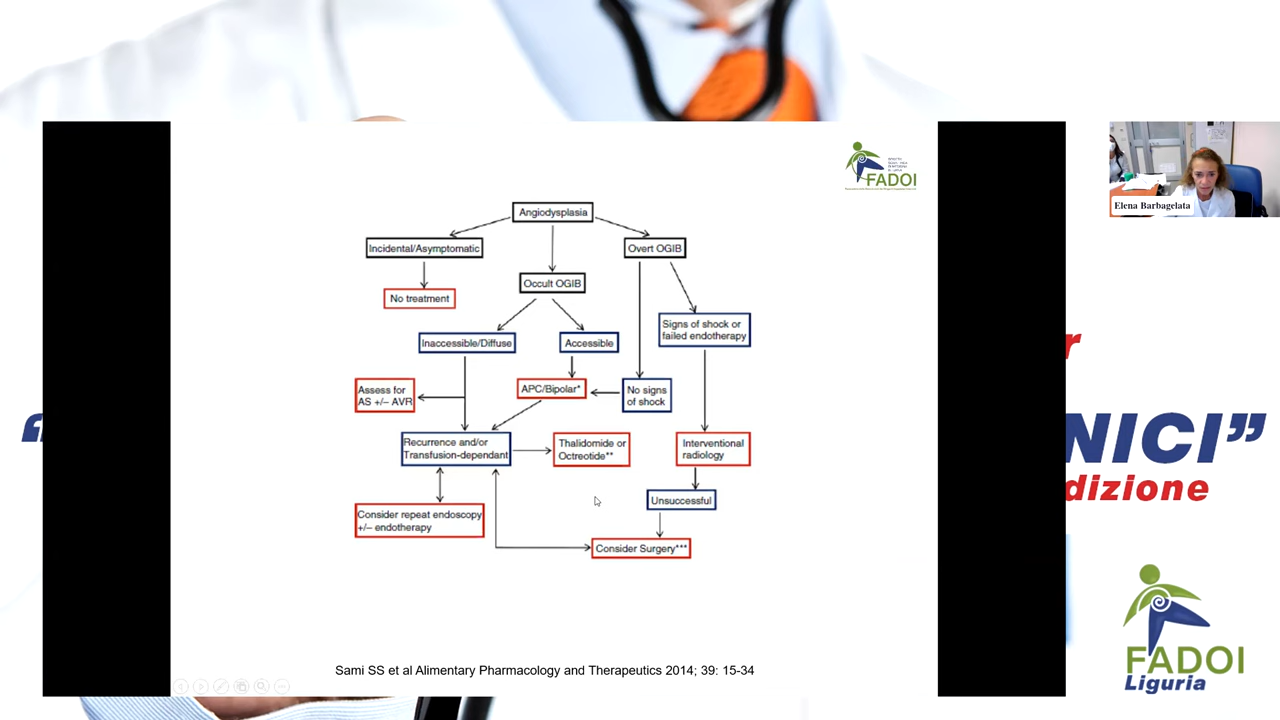 FADOI
Angiodysplasia
Incidental/Asymptomatic
Overt OGIB
Occult OGIB
No treatment
Signs of shock or
failed endotherapy
Inaccessible/Diffuse
Accessible
Assess for
AS +/– AVR
APC/Bipolar*
No signs
of shock
Recurrence and/or
Transfusion-dependant
Thalidomide or
Octreotide**
Interventional
radiology
Unsuccessful
Consider repeat endoscopy
+/– endotherapy
Consider Surgery***
Sami SS et al Alimentary Pharmacology and Therapeutics 2014; 39: 15-34
Elena Barbagelata
r
“
NICI”
dizione
FADOI
Liguria